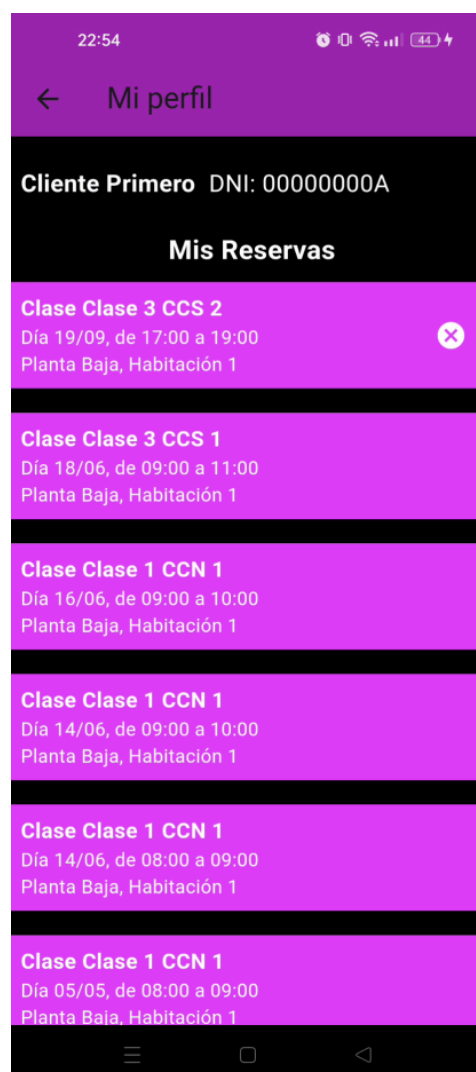 22:54
44
Mi perfil
Cliente Primero DNI: 00000000A
Mis Reservas
Clase Clase 3 CCS 2
Día 19/09, de 17:00 a 19:00
Planta Baja, Habitación 1
Clase Clase 3 CCS 1
Día 18/06, de 09:00 a 11:00
Planta Baja, Habitación 1
Clase Clase 1 CCN 1
Día 16/06, de 09:00 a 10:00
Planta Baja, Habitación 1
Clase Clase 1 CCN 1
Día 14/06, de 09:00 a 10:00
Planta Baja, Habitación 1
Clase Clase 1 CCN 1
Día 14/06, de 08:00 a 09:00
Planta Baja, Habitación 1
Clase Clase 1 CCN 1
Día 05/05, de 08:00 a 09:00
Planta Baja, Habitación 1